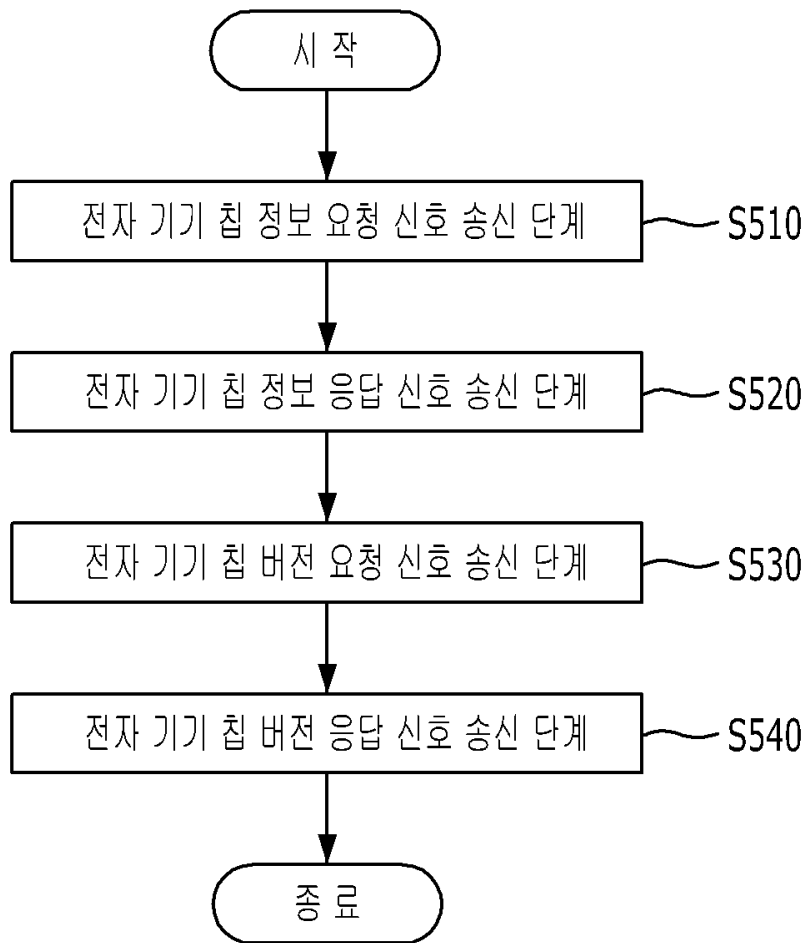 시 작
전자 기기 칩 정보 요청 신호 송신 단계 S510
전자 기기 칩 정보 응답 신호 송신 단계 S520
전자 기기 칩 버전 요청 신호 송신 단계 S530
전자 기기 칩 버전 응답 신호 송신 단계 S540
종 료